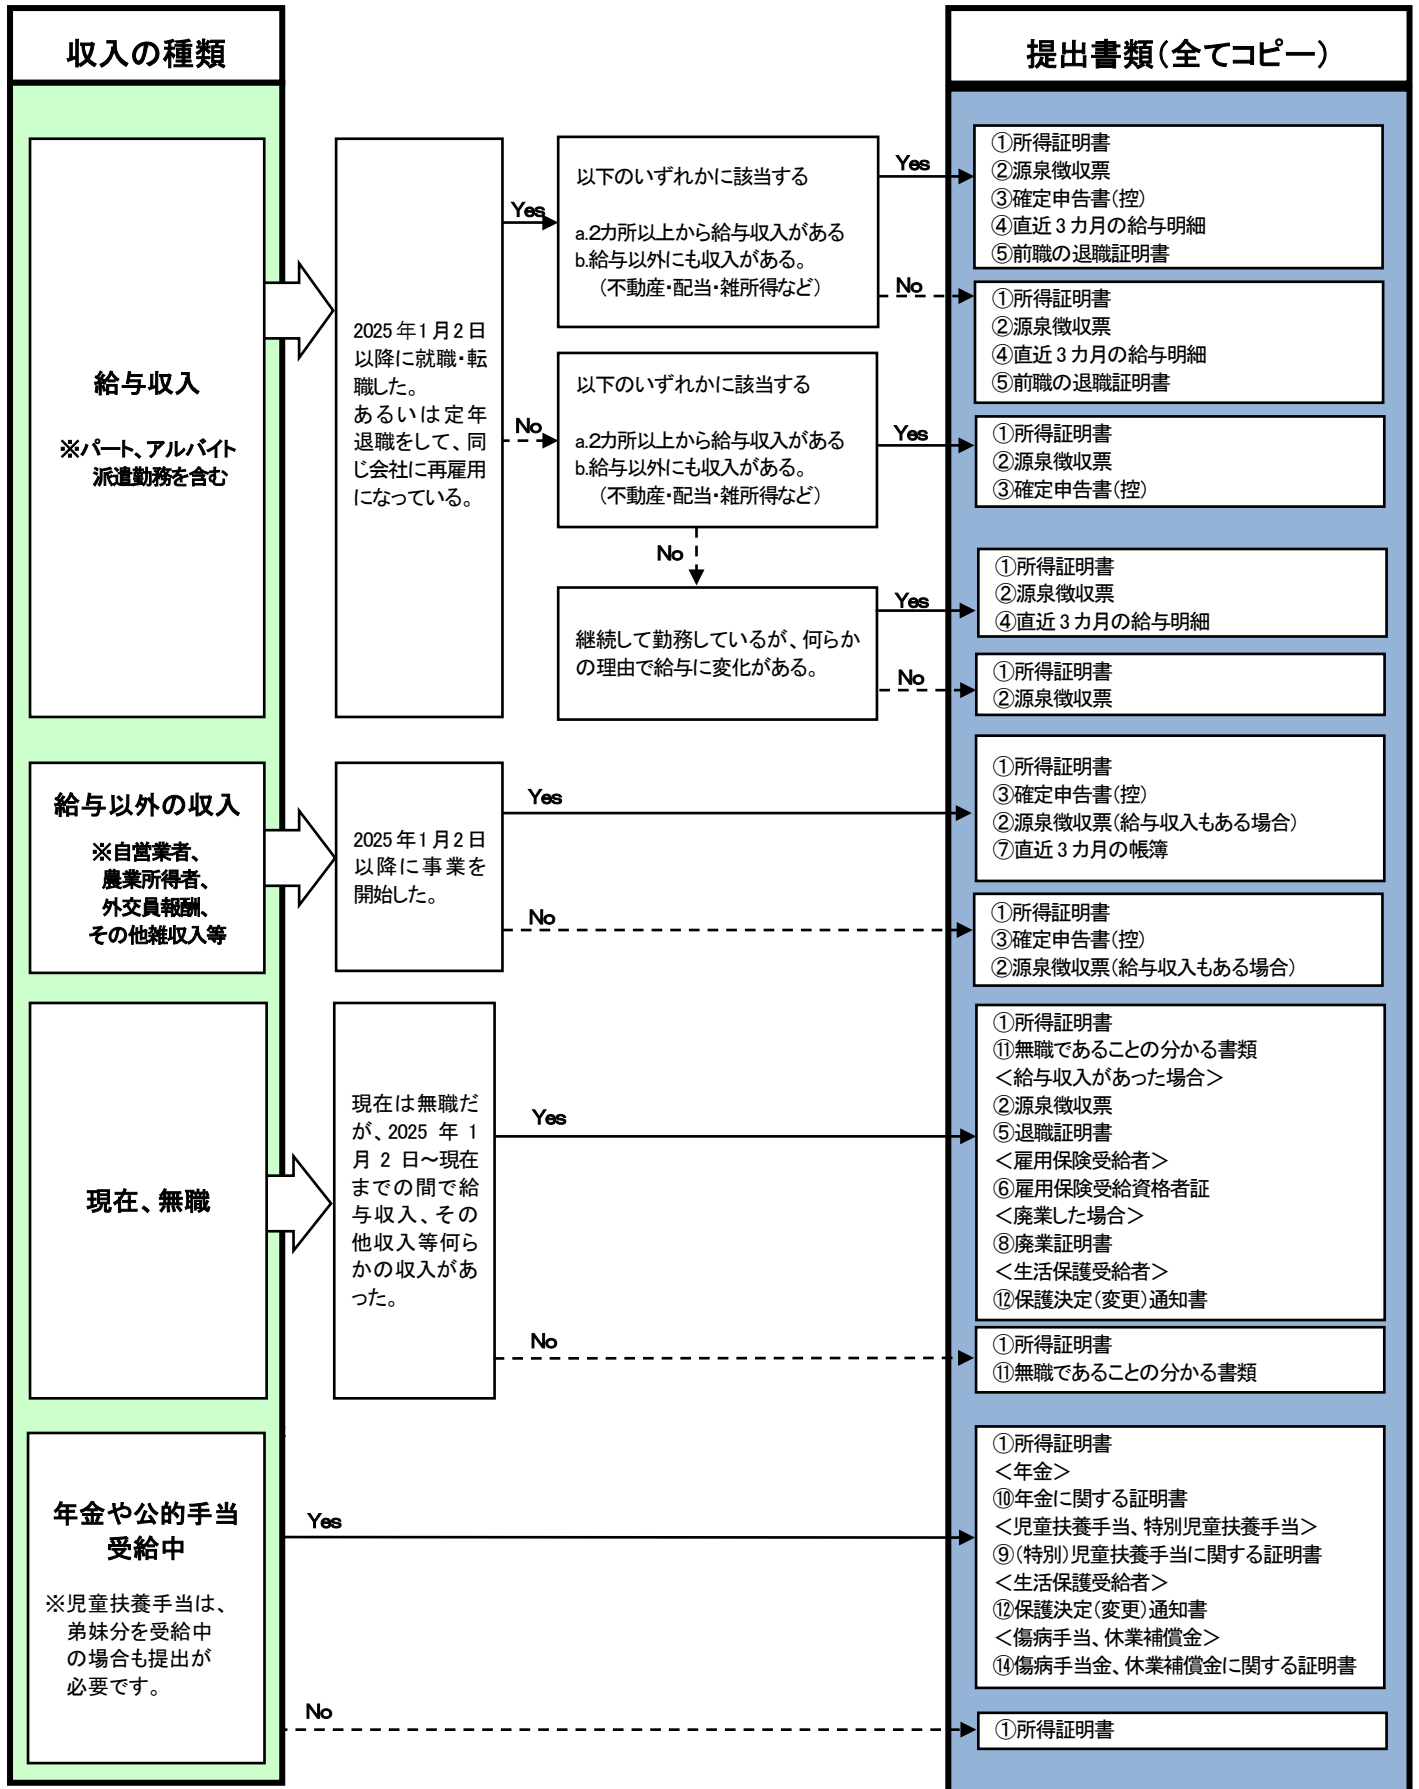 収入の種類
提出書類(全てコピー)
給与収入
※パート、アルバイト
派遣勤務を含む
2025年1月2日
以降に就職・転
職した。
あるいは定年
退職をして、同
じ会社に再雇用
になっている。
Yes
以下のいずれかに該当する
a.2カ所以上から給与収入がある
b.給与以外にも収入がある。
(不動産・配当・雑所得など)
Yes
①所得証明書
②源泉徴収票
③確定申告書(控)
④直近3カ月の給与明細
⑤前職の退職証明書
No
①所得証明書
②源泉徴収票
④直近3カ月の給与明細
⑤前職の退職証明書
No
以下のいずれかに該当する
a.2カ所以上から給与収入がある
b.給与以外にも収入がある。
(不動産・配当・雑所得など)
Yes
①所得証明書
②源泉徴収票
③確定申告書(控)
No
継続して勤務しているが、何らか
の理由で給与に変化がある。
Yes
①所得証明書
②源泉徴収票
④直近3カ月の給与明細
No
①所得証明書
②源泉徴収票
給与以外の収入
※自営業者、
農業所得者、
外交員報酬、
その他雑収入等
2025年1月2日
以降に事業を
開始した。
Yes
①所得証明書
③確定申告書(控)
②源泉徴収票(給与収入もある場合)
⑦直近3カ月の帳簿
No
①所得証明書
③確定申告書(控)
②源泉徴収票(給与収入もある場合)
現在、無職
現在は無職だ
が、2025年1
月2日～現在
までの間で給
与収入、その
他収入等何ら
かの収入があ
った。
Yes
①所得証明書
⑪無職であることの分かる書類
＜給与収入があった場合＞
②源泉徴収票
⑤退職証明書
＜雇用保険受給者＞
⑥雇用保険受給資格者証
＜廃業した場合＞
⑧廃業証明書
＜生活保護受給者＞
⑫保護決定(変更)通知書
No
①所得証明書
⑪無職であることの分かる書類
年金や公的手当
受給中
※児童扶養手当は、
弟妹分を受給中
の場合も提出が
必要です。
Yes
①所得証明書
＜年金＞
⑩年金に関する証明書
＜児童扶養手当、特別児童扶養手当＞
⑨(特別)児童扶養手当に関する証明書
＜生活保護受給者＞
⑫保護決定(変更)通知書
＜傷病手当、休業補償金＞
⑭傷病手当金、休業補償金に関する証明書
No
①所得証明書